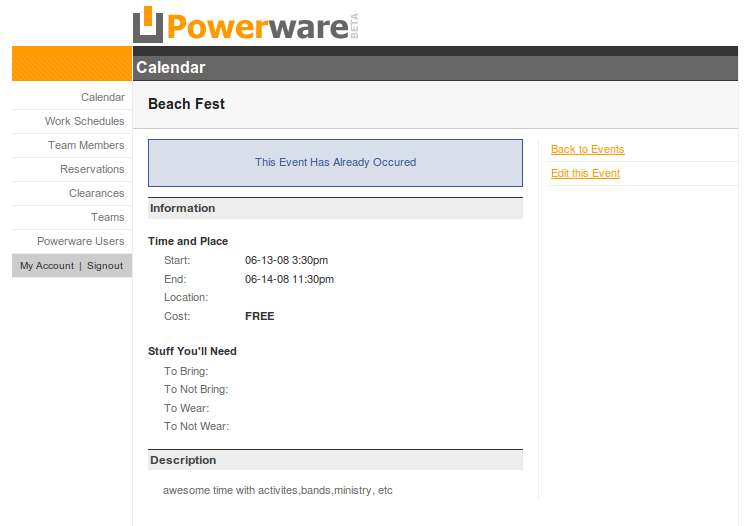 Powerware BETA
Calendar
Calendar
Work Schedules
Team Members
Reservations
Clearances
Teams
Powerware Users
My Account | Signout
Beach Fest
This Event Has Already Occured
Information
Time and Place
Start: 06-13-08 3:30pm
End: 06-14-08 11:30pm
Location:
Cost: FREE
Stuff You'll Need
To Bring:
To Not Bring:
To Wear:
To Not Wear:
Description
awesome time with activites,bands,ministry, etc
Back to Events
Edit this Event